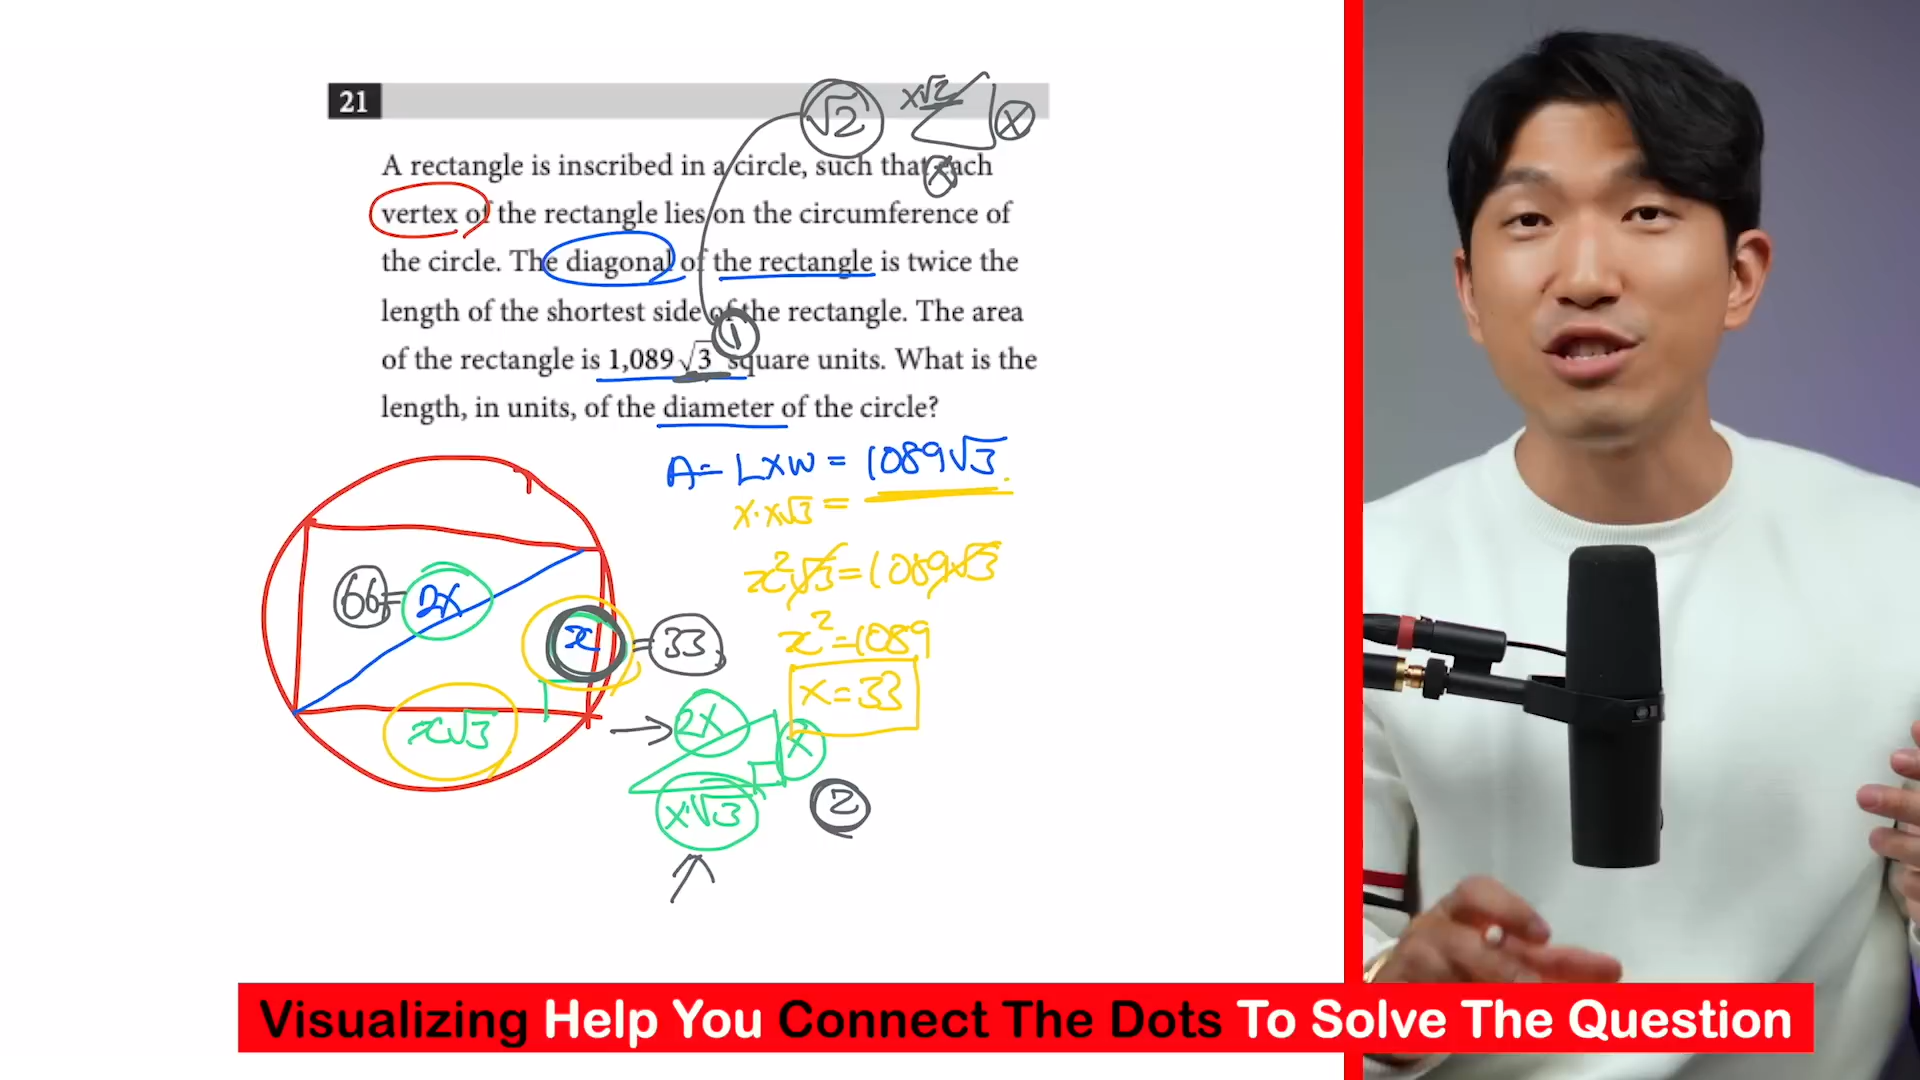 21
√2
x√2
x
x
A rectangle is inscribed in a circle, such that each
vertex of the rectangle lies on the circumference of
the circle. The diagonal of the rectangle is twice the
length of the shortest side of the rectangle. The area
1
of the rectangle is 1,089√3 square units. What is the
length, in units, of the diameter of the circle?
A = L x W = 1089√3
x·x√3 =
x²√3 = 1089√3
x² = 1089
x = 33
66 = 2x
x = 33
x√3
2x
x
x√3
2
Visualizing Help You Connect The Dots To Solve The Question